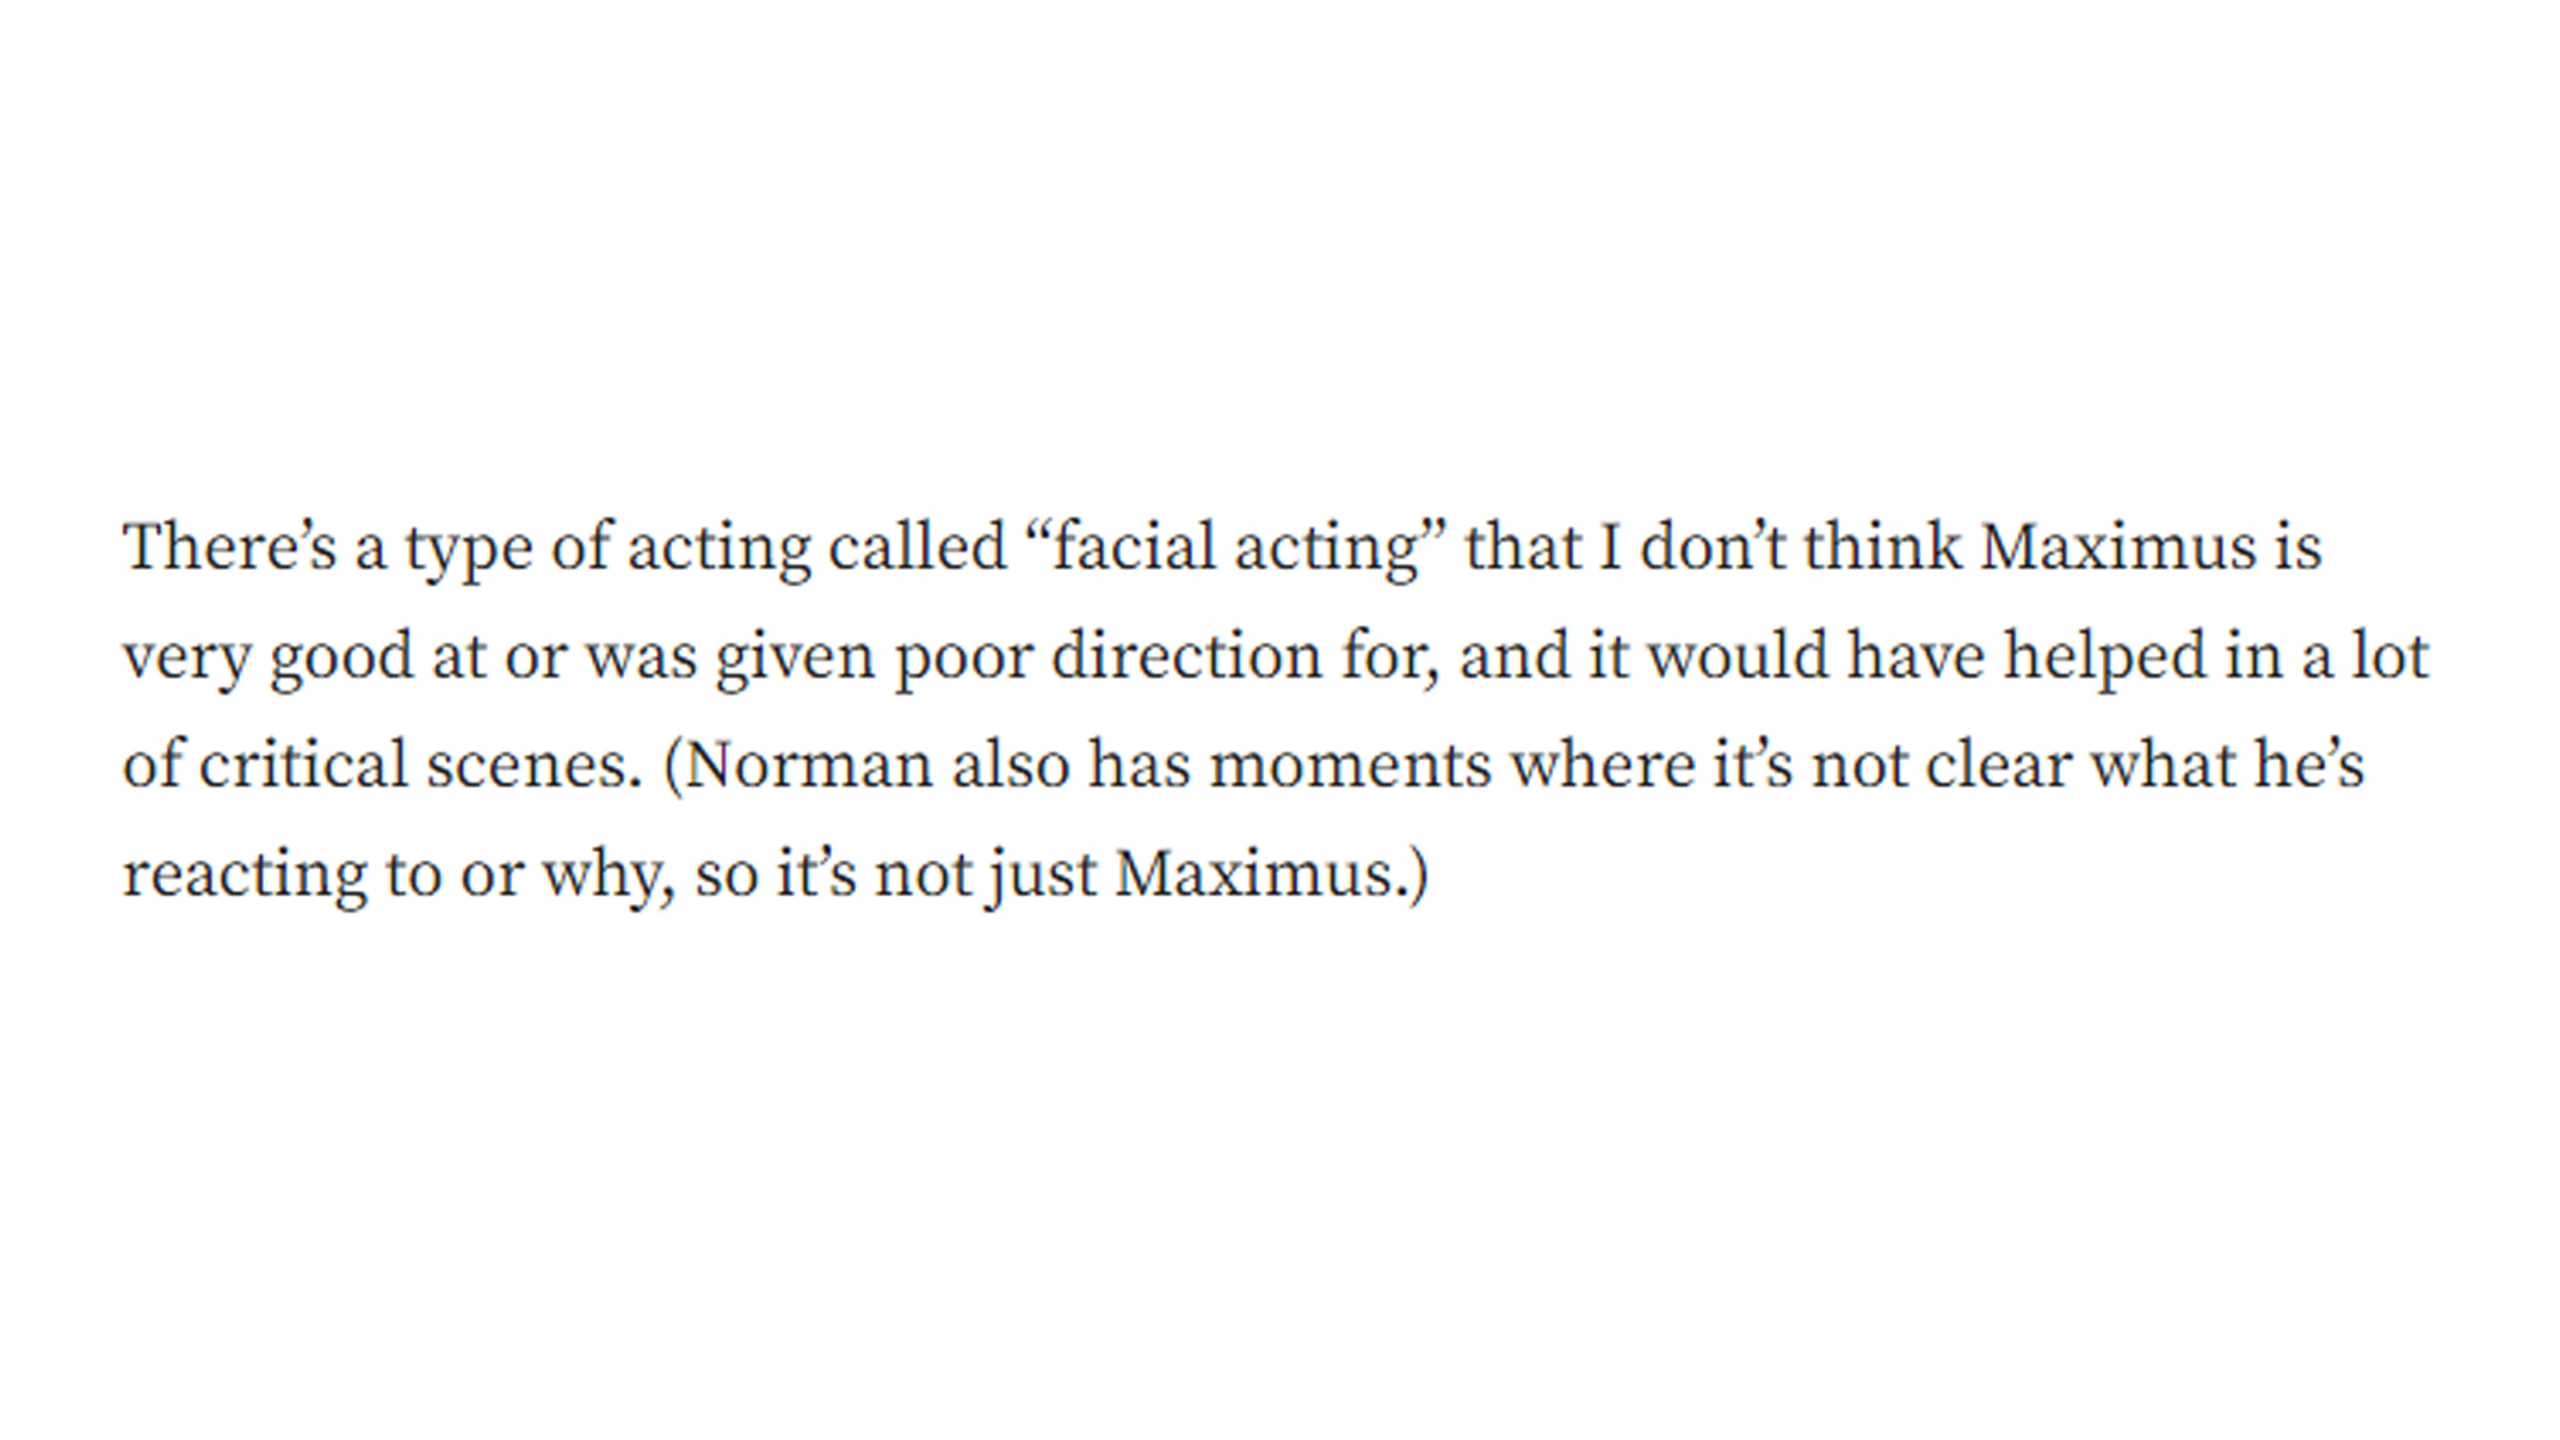 There’s a type of acting called “facial acting” that I don’t think Maximus is
very good at or was given poor direction for, and it would have helped in a lot
of critical scenes. (Norman also has moments where it’s not clear what he’s
reacting to or why, so it’s not just Maximus.)